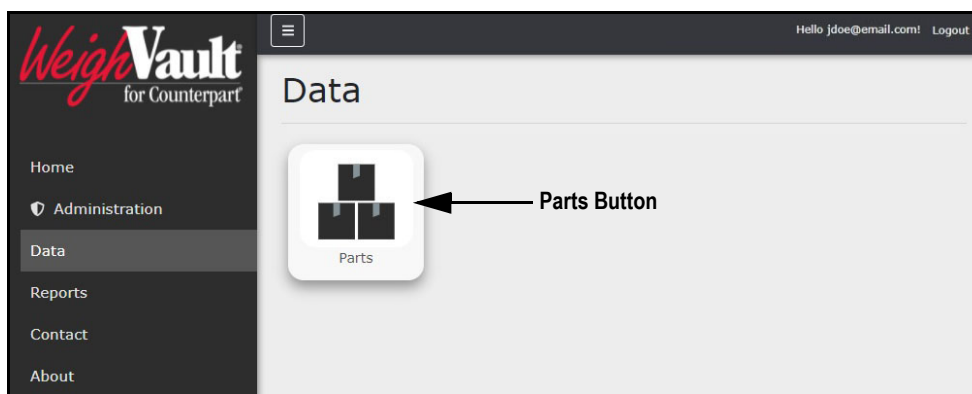 WeighVault
for Counterpart®
Hello jdoe@email.com! Logout
Data
Home
Administration
Data
Reports
Contact
About
Parts
Parts Button